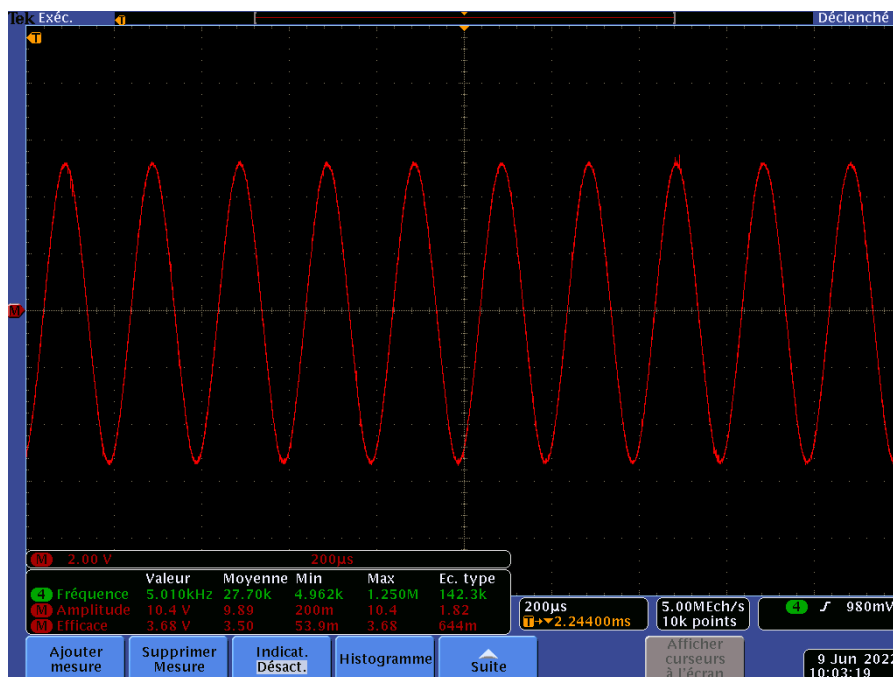 Tek Exéc. T Déclenché
T
M
M 2.00 V 200µs
Valeur Moyenne Min Max Ec. type
4 Fréquence 5.010kHz 27.70k 4.962k 1.250M 142.3k
M Amplitude 10.4 V 9.89 200m 10.4 1.82
M Efficace 3.68 V 3.50 53.9m 3.68 644m
200µs
T→▼2.24400ms
5.00MEch/s
10k points
4 980mV
Ajouter
mesure
Supprimer
Mesure
Indicat.
Désact.
Histogramme
Suite
Afficher
curseurs
à l'écran
9 Jun 2022
10:03:19